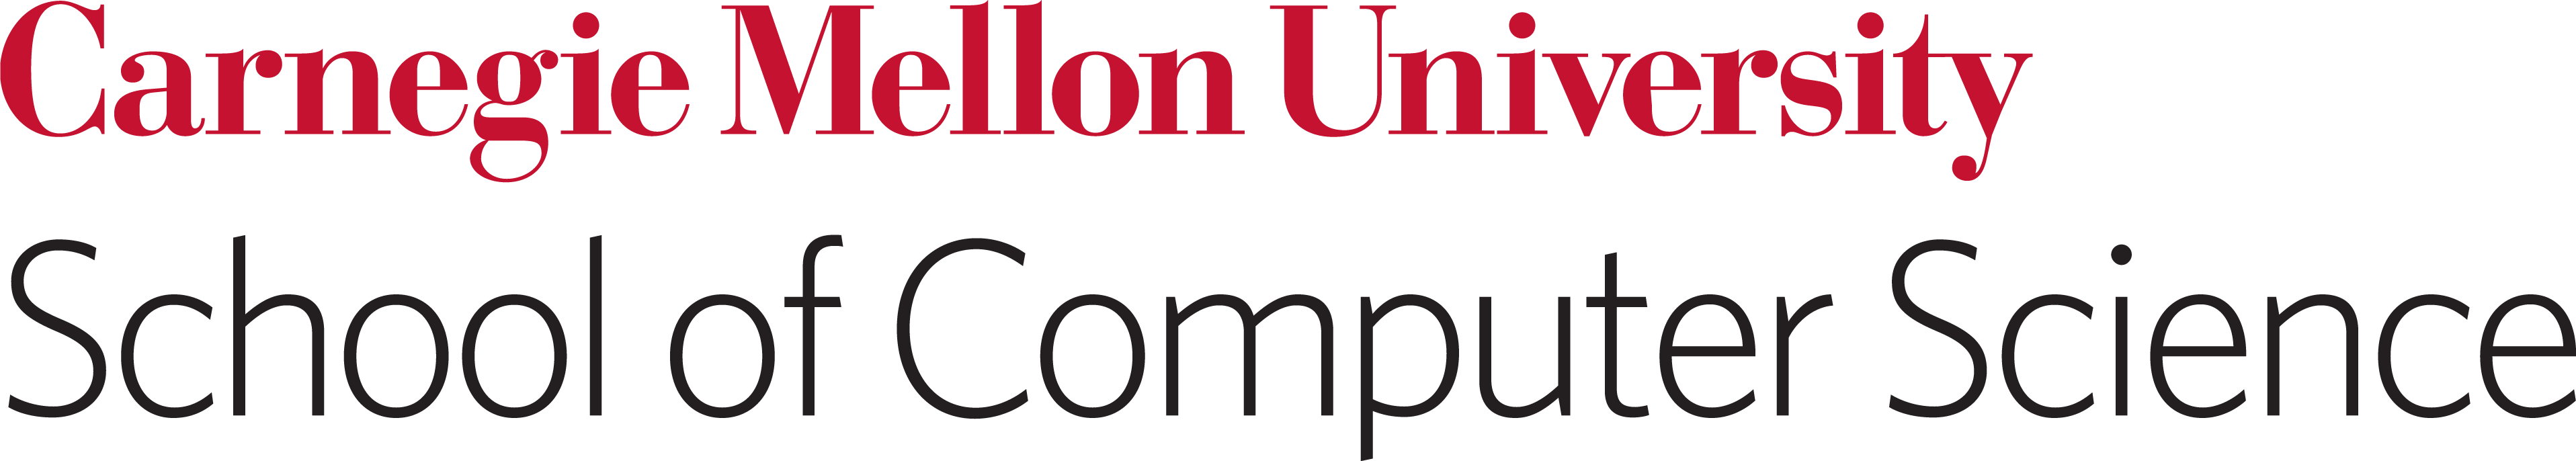 Carnegie Mellon University
School of Computer Science